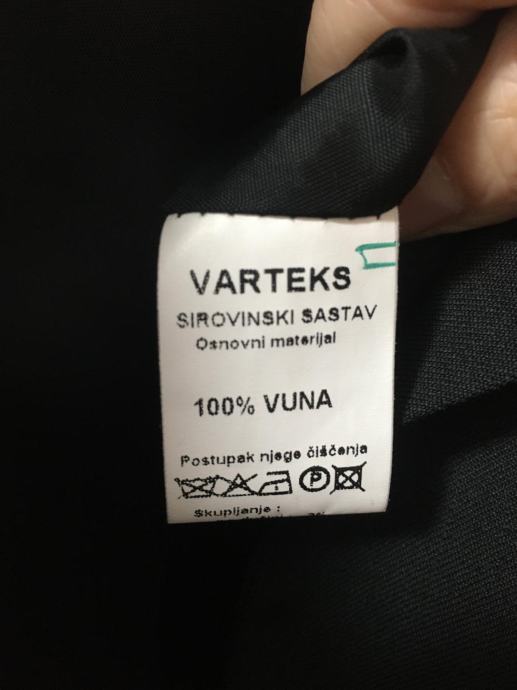 VARTEKS
SIROVINSKI SASTAV
Osnovni materijal
100% VUNA
Postupak njege čišćenja
P
Skupljanje :